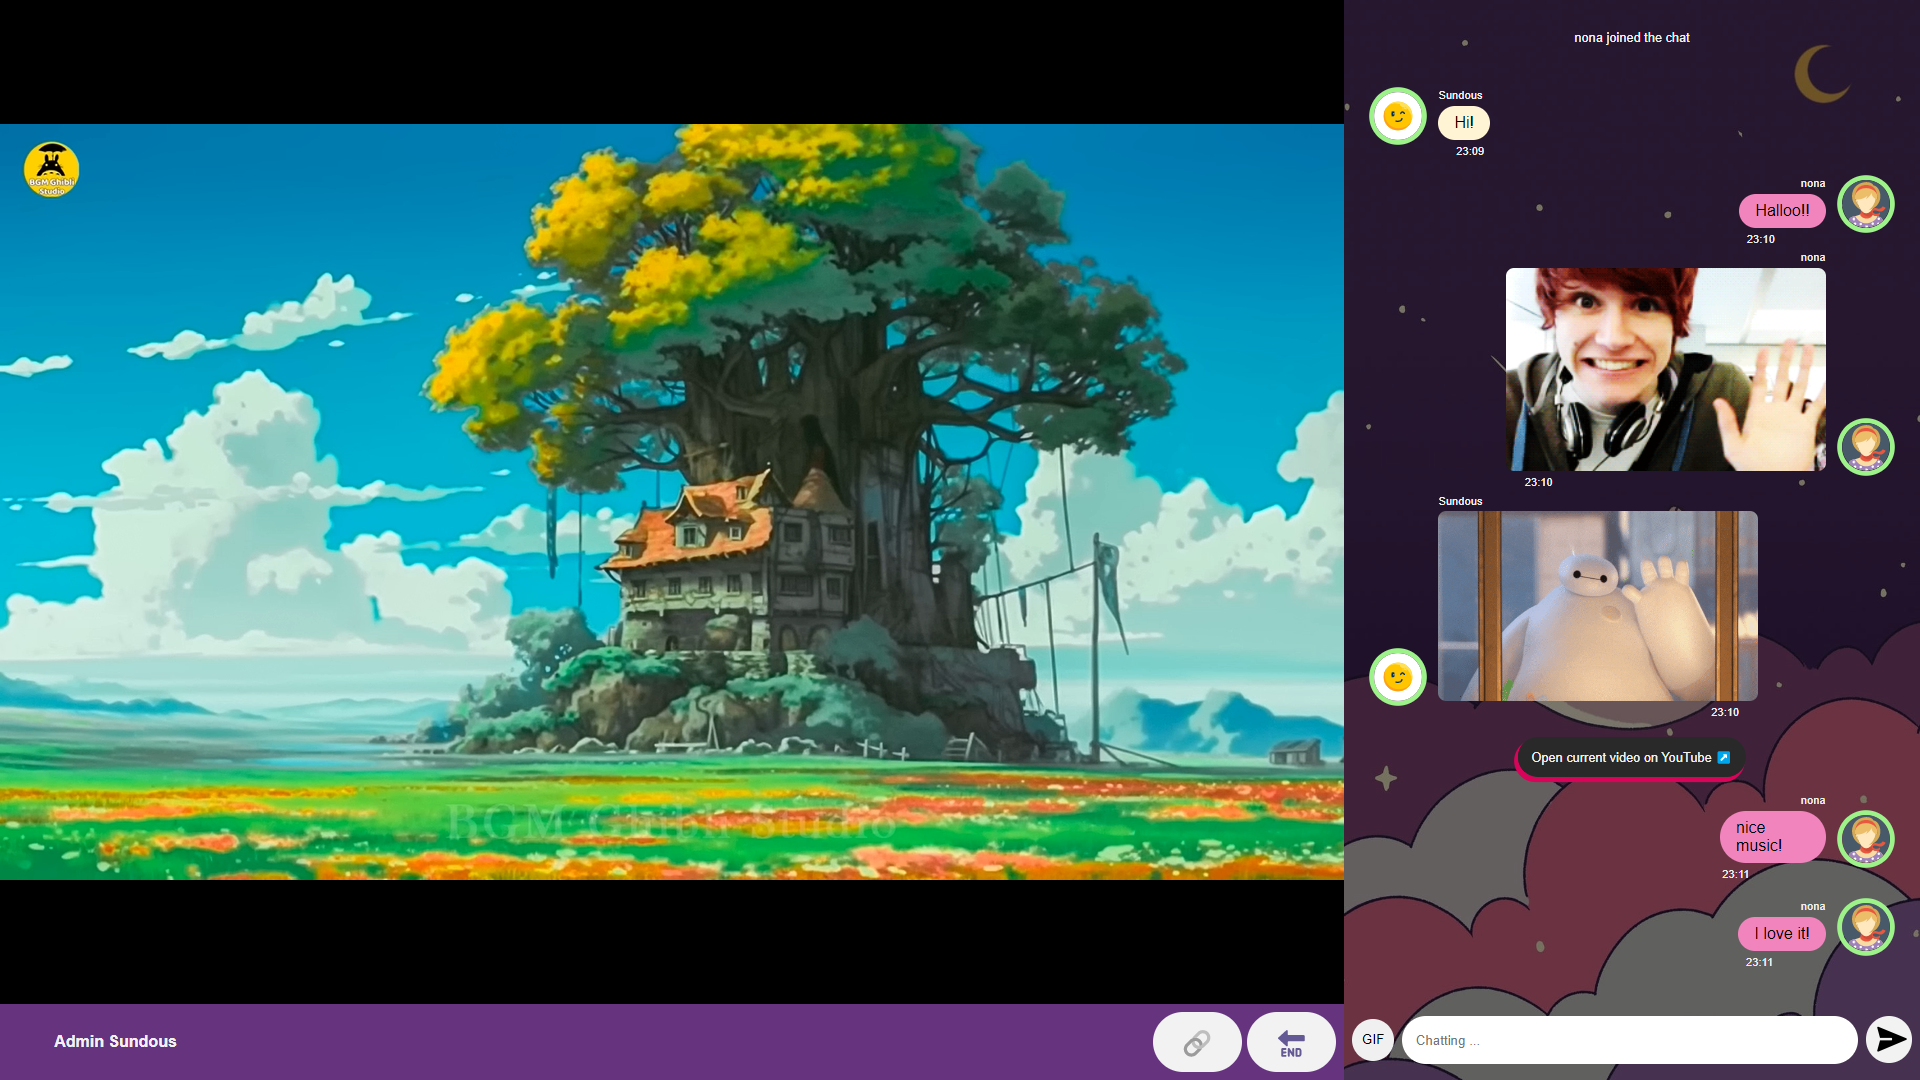 BGM Ghibli
Studio
BGM Ghibli Studio
Admin Sundous
END
nona joined the chat
Sundous
Hi!
23:09
nona
Halloo!!
23:10
nona
23:10
Sundous
23:10
Open current video on YouTube
nona
nice
music!
23:11
nona
I love it!
23:11
GIF
Chatting ...